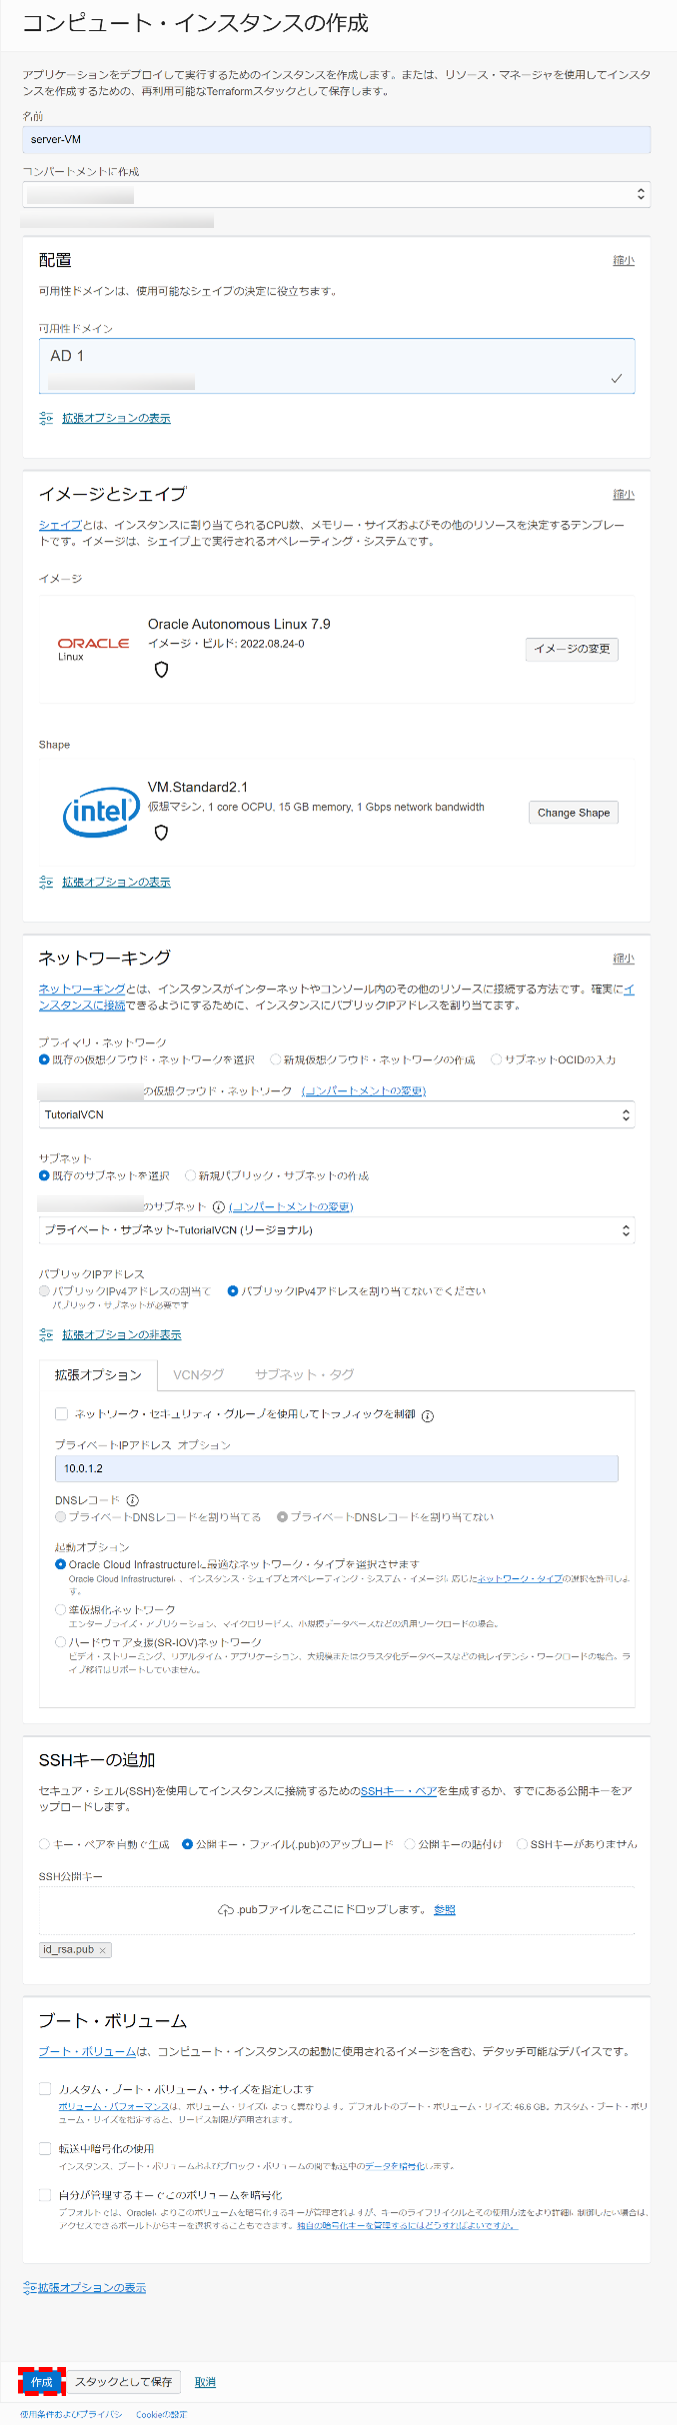 コンピュート・インスタンスの作成
アプリケーションをデプロイして実行するためのインスタンスを作成します。または、リソース・マネージャを使用してインスタ
ンスを作成するための、再利用可能なTerraformスタックとして保存します。
名前
server-VM
コンパートメントに作成
配置
縮小
可用性ドメインは、使用可能なシェイプの決定に役立ちます。
可用性ドメイン
AD 1
拡張オプションの表示
イメージとシェイプ
縮小
シェイプとは、インスタンスに割り当てられるCPU数、メモリー・サイズおよびその他のリソースを決定するテンプレー
トです。イメージは、シェイプ上で実行されるオペレーティング・システムです。
イメージ
ORACLE
Linux
Oracle Autonomous Linux 7.9
イメージ・ビルド: 2022.08.24-0
イメージの変更
Shape
intel
VM.Standard2.1
仮想マシン, 1 core OCPU, 15 GB memory, 1 Gbps network bandwidth
Change Shape
拡張オプションの表示
ネットワーキング
縮小
ネットワーキングとは、インスタンスがインターネットやコンソール内のその他のリソースに接続する方法です。確実にイ
ンスタンスに接続できるようにするために、インスタンスにパブリックIPアドレスを割り当てます。
プライマリ・ネットワーク
既存の仮想クラウド・ネットワークを選択 新規仮想クラウド・ネットワークの作成 サブネットOCIDの入力
の仮想クラウド・ネットワーク (コンパートメントの変更)
TutorialVCN
サブネット
既存のサブネットを選択 新規パブリック・サブネットの作成
のサブネット (コンパートメントの変更)
プライベート・サブネット-TutorialVCN (リージョナル)
パブリックIPアドレス
パブリックIPv4アドレスの割当て パブリックIPv4アドレスを割り当てないでください
パブリック・サブネットが必要です
拡張オプションの非表示
拡張オプション VCNタグ サブネット・タグ
ネットワーク・セキュリティ・グループを使用してトラフィックを制御
プライベートIPアドレス オプション
10.0.1.2
DNSレコード
プライベートDNSレコードを割り当てる プライベートDNSレコードを割り当てない
起動オプション
Oracle Cloud Infrastructureに最適なネットワーク・タイプを選択させます
Oracle Cloud Infrastructureは、インスタンス・シェイプとオペレーティング・システム・イメージに応じたネットワーク・タイプの選択を許可しま
す。
準仮想化ネットワーク
エンタープライズ・アプリケーション、マイクロサービス、小規模データベースなどの汎用ワークロードの場合。
ハードウェア支援(SR-IOV)ネットワーク
ビデオ・ストリーミング、リアルタイム・アプリケーション、大規模またはクラスタ化データベースなどの低レイテンシ・ワークロードの場合。ラ
イブ移行はサポートしていません。
SSHキーの追加
セキュア・シェル(SSH)を使用してインスタンスに接続するためのSSHキー・ペアを生成するか、すでにある公開キーをア
ップロードします。
キー・ペアを自動で生成 公開キー・ファイル(.pub)のアップロード 公開キーの貼付け SSHキーがありません
SSH公開キー
.pubファイルをここにドロップします。 参照
id_rsa.pub ×
ブート・ボリューム
ブート・ボリュームは、コンピュート・インスタンスの起動に使用されるイメージを含む、デタッチ可能なデバイスです。
カスタム・ブート・ボリューム・サイズを指定します
ボリューム・パフォーマンスは、ボリューム・サイズによって異なります。デフォルトのブート・ボリューム・サイズ: 46.6 GB。カスタム・ブート・ボリ
ューム・サイズを指定すると、サービス制限が適用されます。
転送中暗号化の使用
インスタンス、ブート・ボリュームおよびブロック・ボリュームの間で転送中のデータを暗号化します。
自分が管理するキーでこのボリュームを暗号化
デフォルトでは、Oracleによりこのボリュームを暗号化するキーが管理されますが、キーのライフサイクルとその使用方法をより詳細に制御したい場合は、
アクセスできるボールトからキーを選択することもできます。独自の暗号化キーを管理するにはどうすればよいですか。
拡張オプションの表示
作成 スタックとして保存 取消
使用条件およびプライバシ Cookieの設定